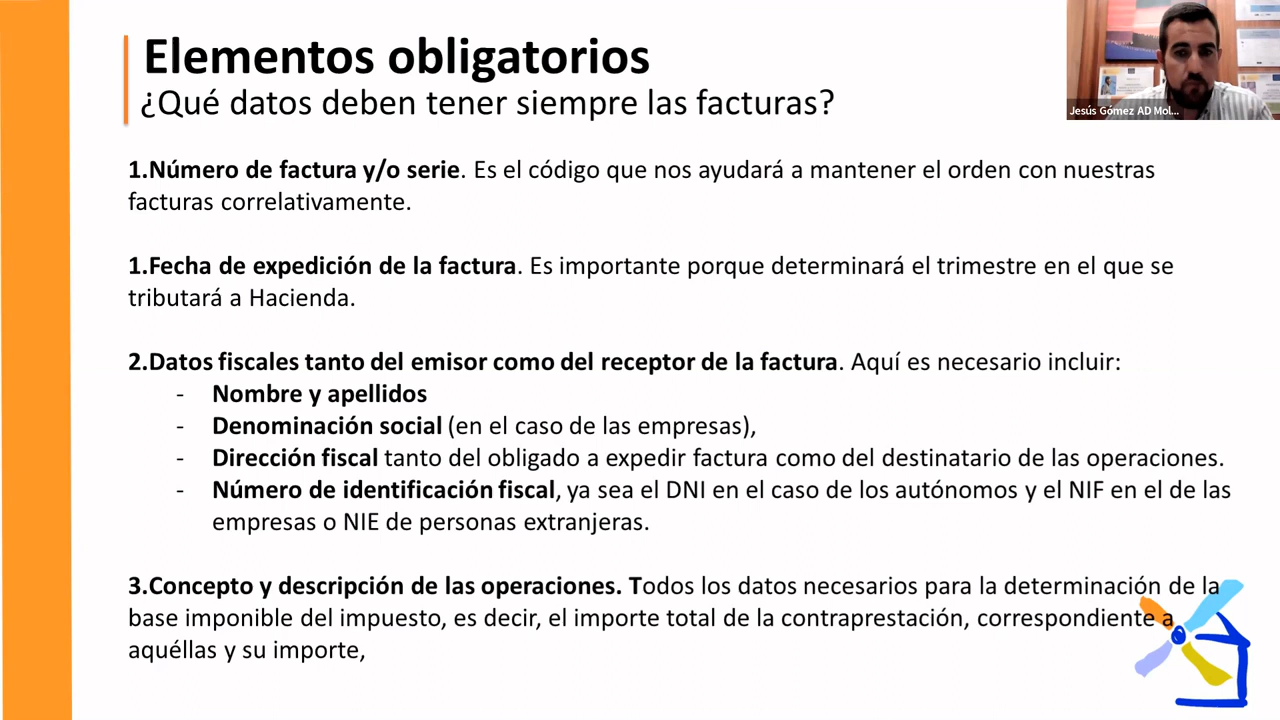 Elementos obligatorios
¿Qué datos deben tener siempre las facturas?
Jesús Gómez AD Mol...
1.Número de factura y/o serie. Es el código que nos ayudará a mantener el orden con nuestras
facturas correlativamente.
1.Fecha de expedición de la factura. Es importante porque determinará el trimestre en el que se
tributará a Hacienda.
2.Datos fiscales tanto del emisor como del receptor de la factura. Aquí es necesario incluir:
- Nombre y apellidos
- Denominación social (en el caso de las empresas),
- Dirección fiscal tanto del obligado a expedir factura como del destinatario de las operaciones.
- Número de identificación fiscal, ya sea el DNI en el caso de los autónomos y el NIF en el de las
empresas o NIE de personas extranjeras.
3.Concepto y descripción de las operaciones. Todos los datos necesarios para la determinación de la
base imponible del impuesto, es decir, el importe total de la contraprestación, correspondiente a
aquéllas y su importe,